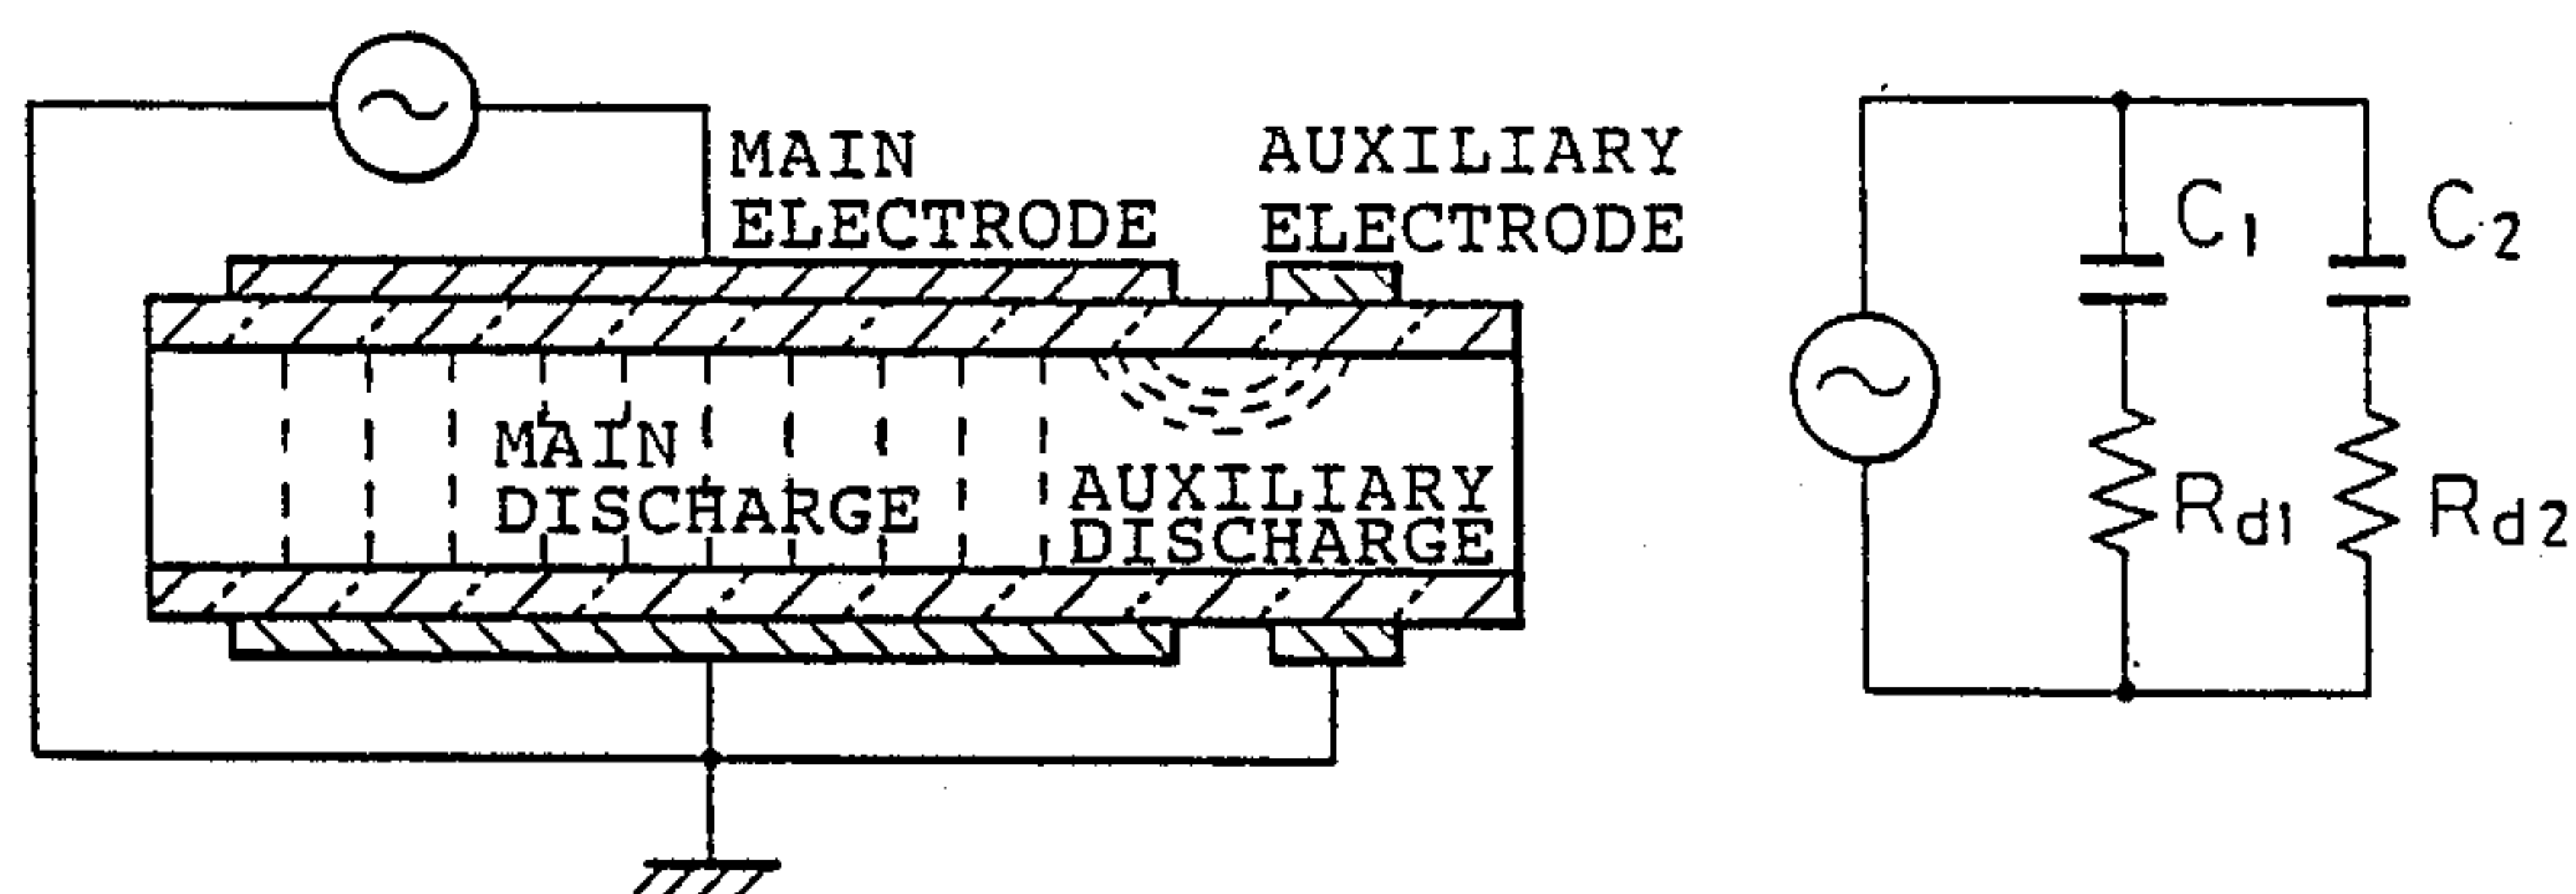 MAIN
ELECTRODE
AUXILIARY
ELECTRODE
MAIN
DISCHARGE
AUXILIARY
DISCHARGE
C1
C2
Rd1
Rd2